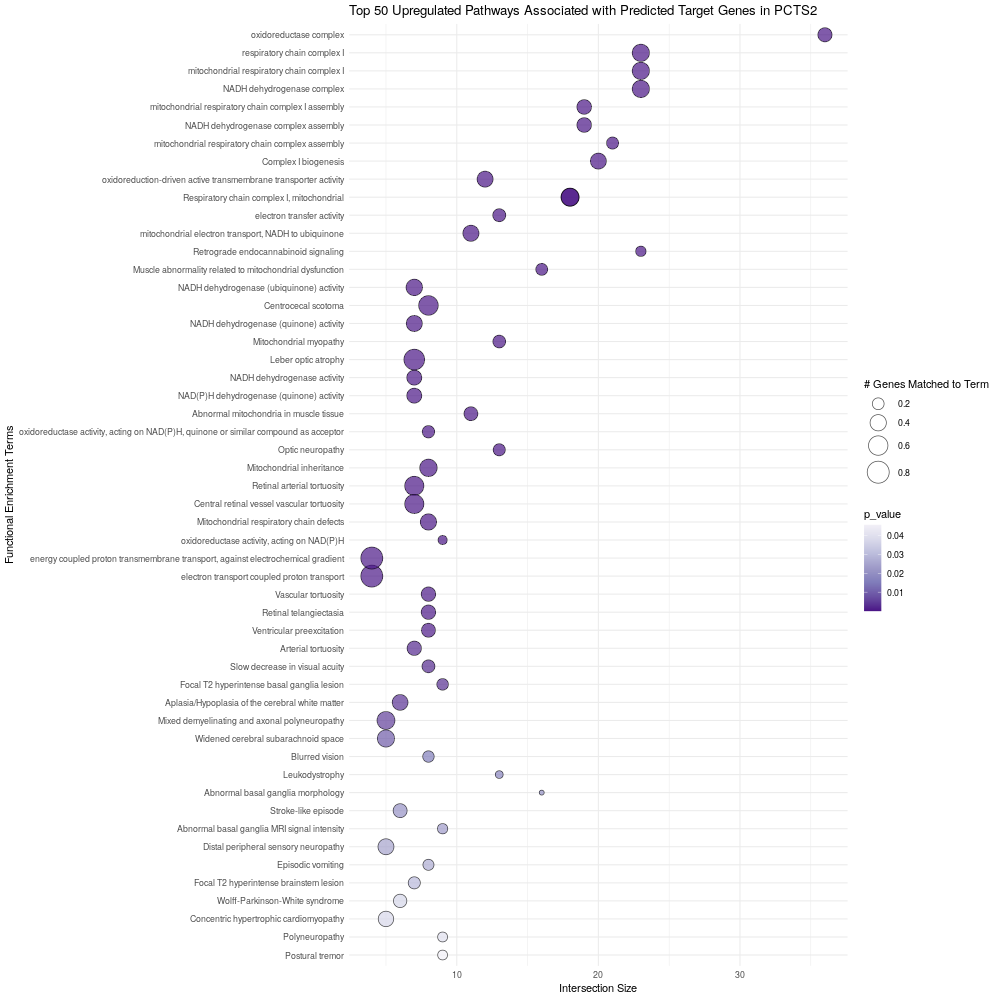 Top 50 Upregulated Pathways Associated with Predicted Target Genes in PCTS2
Functional Enrichment Terms
oxidoreductase complex
respiratory chain complex I
mitochondrial respiratory chain complex I
NADH dehydrogenase complex
mitochondrial respiratory chain complex I assembly
NADH dehydrogenase complex assembly
mitochondrial respiratory chain complex assembly
Complex I biogenesis
oxidoreduction-driven active transmembrane transporter activity
Respiratory chain complex I, mitochondrial
electron transfer activity
mitochondrial electron transport, NADH to ubiquinone
Retrograde endocannabinoid signaling
Muscle abnormality related to mitochondrial dysfunction
NADH dehydrogenase (ubiquinone) activity
Centrocecal scotoma
NADH dehydrogenase (quinone) activity
Mitochondrial myopathy
Leber optic atrophy
NADH dehydrogenase activity
NAD(P)H dehydrogenase (quinone) activity
Abnormal mitochondria in muscle tissue
oxidoreductase activity, acting on NAD(P)H, quinone or similar compound as acceptor
Optic neuropathy
Mitochondrial inheritance
Retinal arterial tortuosity
Central retinal vessel vascular tortuosity
Mitochondrial respiratory chain defects
oxidoreductase activity, acting on NAD(P)H
energy coupled proton transmembrane transport, against electrochemical gradient
electron transport coupled proton transport
Vascular tortuosity
Retinal telangiectasia
Ventricular preexcitation
Arterial tortuosity
Slow decrease in visual acuity
Focal T2 hyperintense basal ganglia lesion
Aplasia/Hypoplasia of the cerebral white matter
Mixed demyelinating and axonal polyneuropathy
Widened cerebral subarachnoid space
Blurred vision
Leukodystrophy
Abnormal basal ganglia morphology
Stroke-like episode
Abnormal basal ganglia MRI signal intensity
Distal peripheral sensory neuropathy
Episodic vomiting
Focal T2 hyperintense brainstem lesion
Wolff-Parkinson-White syndrome
Concentric hypertrophic cardiomyopathy
Polyneuropathy
Postural tremor
10 20 30
Intersection Size
# Genes Matched to Term
0.2
0.4
0.6
0.8
p_value
0.04
0.03
0.02
0.01